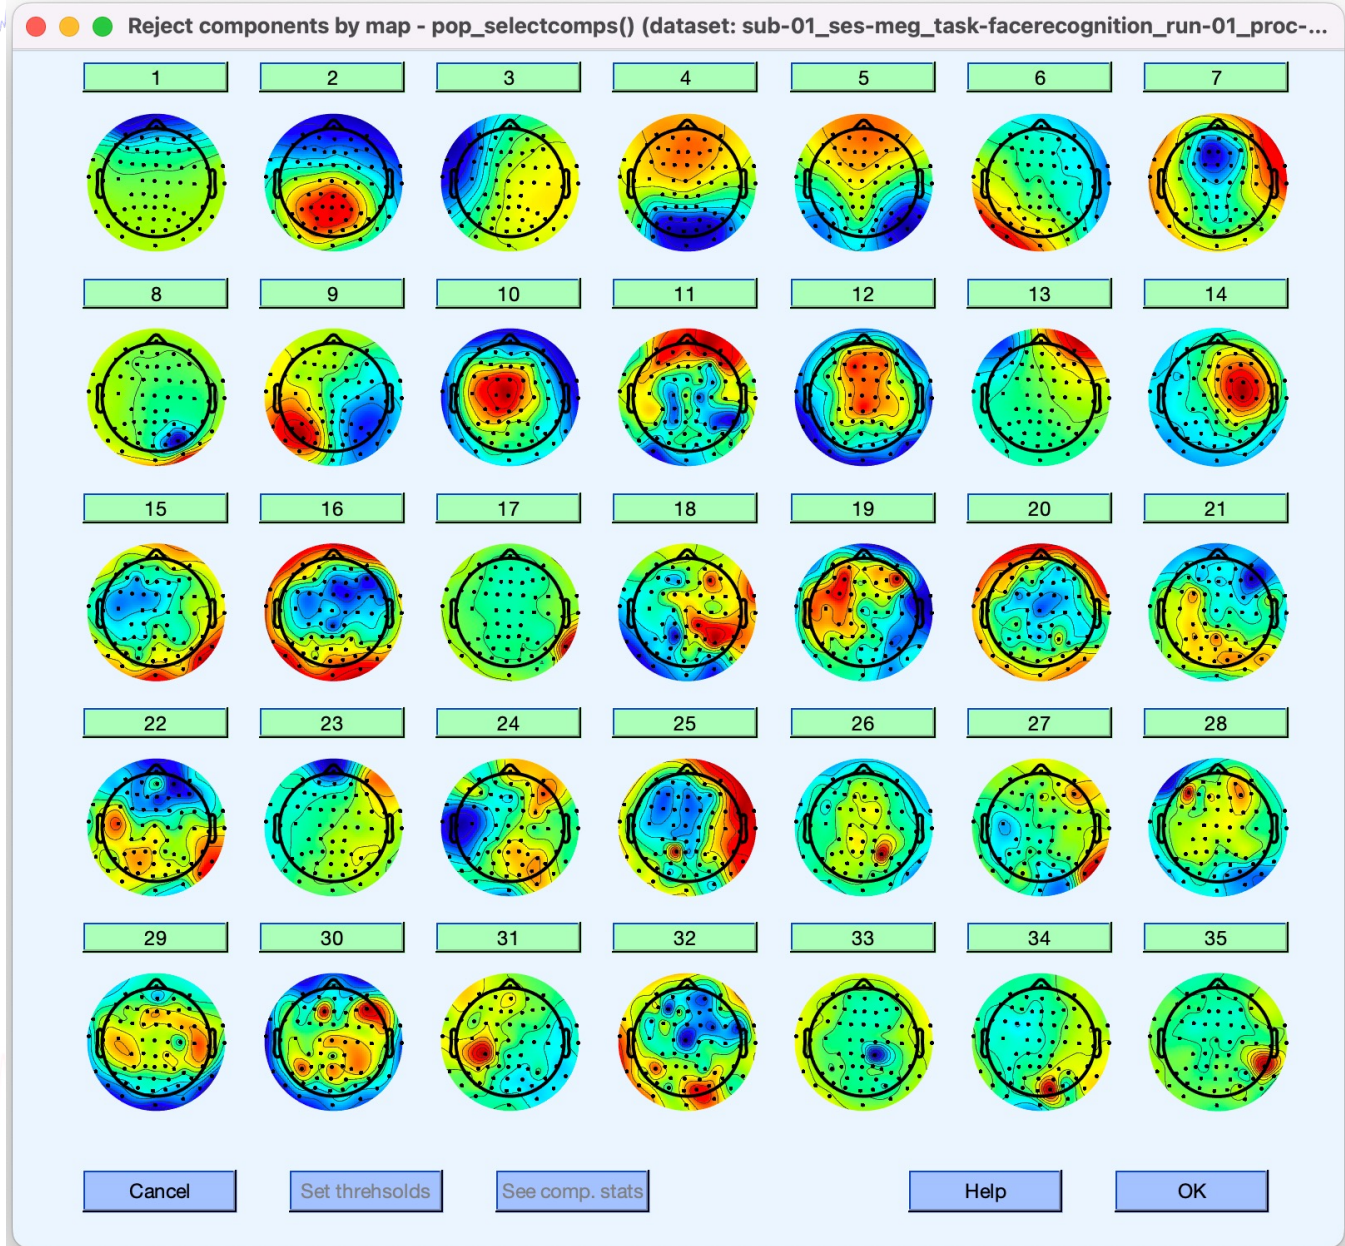 Reject components by map - pop_selectcomps() (dataset: sub-01_ses-meg_task-facerecognition_run-01_proc-...
1 2 3 4 5 6 7
8 9 10 11 12 13 14
15 16 17 18 19 20 21
22 23 24 25 26 27 28
29 30 31 32 33 34 35
Cancel Set threhsolds See comp. stats Help OK